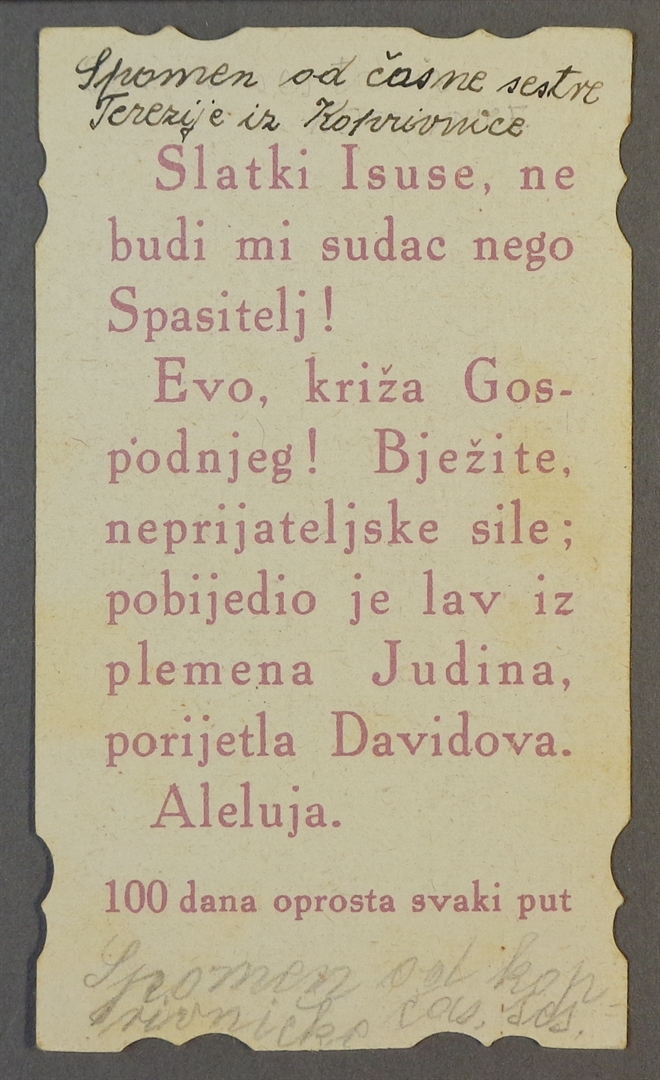 Spomen od časne sestre
Terezije iz Koprivnice
Slatki Isuse, ne
budi mi sudac nego
Spasitelj!
Evo, križa Gos-
podnjeg! Bježite,
neprijateljske sile;
pobijedio je lav iz
plemena Judina,
porijetla Davidova.
Aleluja.
100 dana oprosta svaki put
Spomen od kop-
rivničke čas. ses.